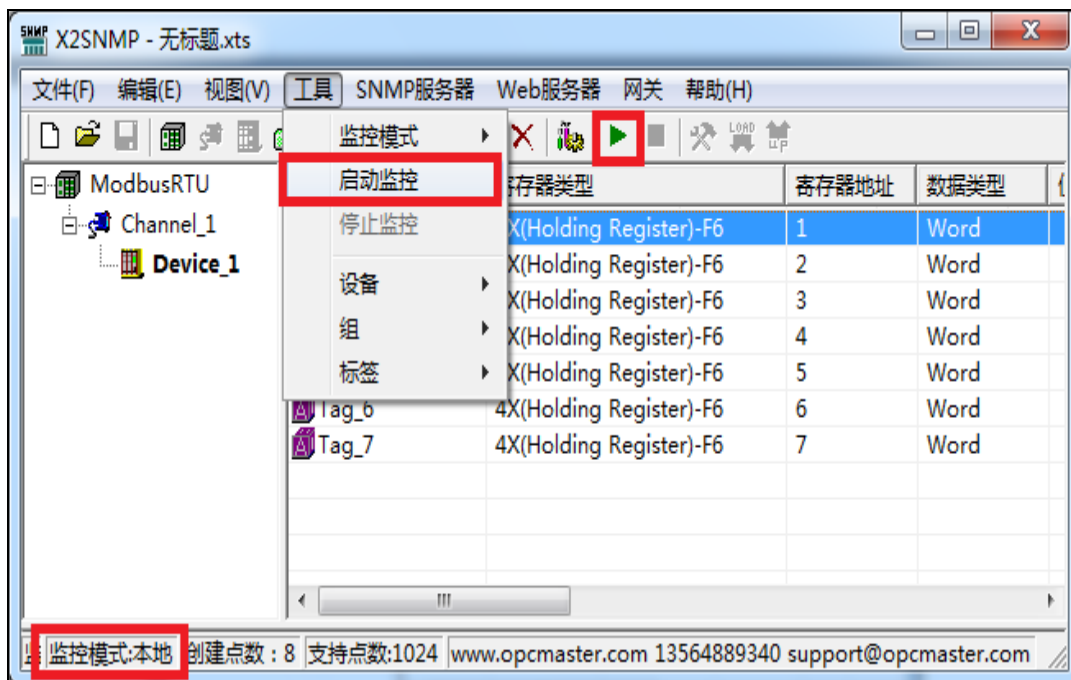 SNMP X2SNMP - 无标题.xts
文件(F) 编辑(E) 视图(V) 工具 SNMP服务器 Web服务器 网关 帮助(H)
LOAD UP
监控模式
启动监控
停止监控
设备
组
标签
ModbusRTU
Channel_1
Device_1
存器类型 寄存器地址 数据类型
X(Holding Register)-F6 1 Word
X(Holding Register)-F6 2 Word
X(Holding Register)-F6 3 Word
X(Holding Register)-F6 4 Word
X(Holding Register)-F6 5 Word
Tag_6 4X(Holding Register)-F6 6 Word
Tag_7 4X(Holding Register)-F6 7 Word
监控模式:本地 创建点数：8 支持点数:1024 www.opcmaster.com 13564889340 support@opcmaster.com